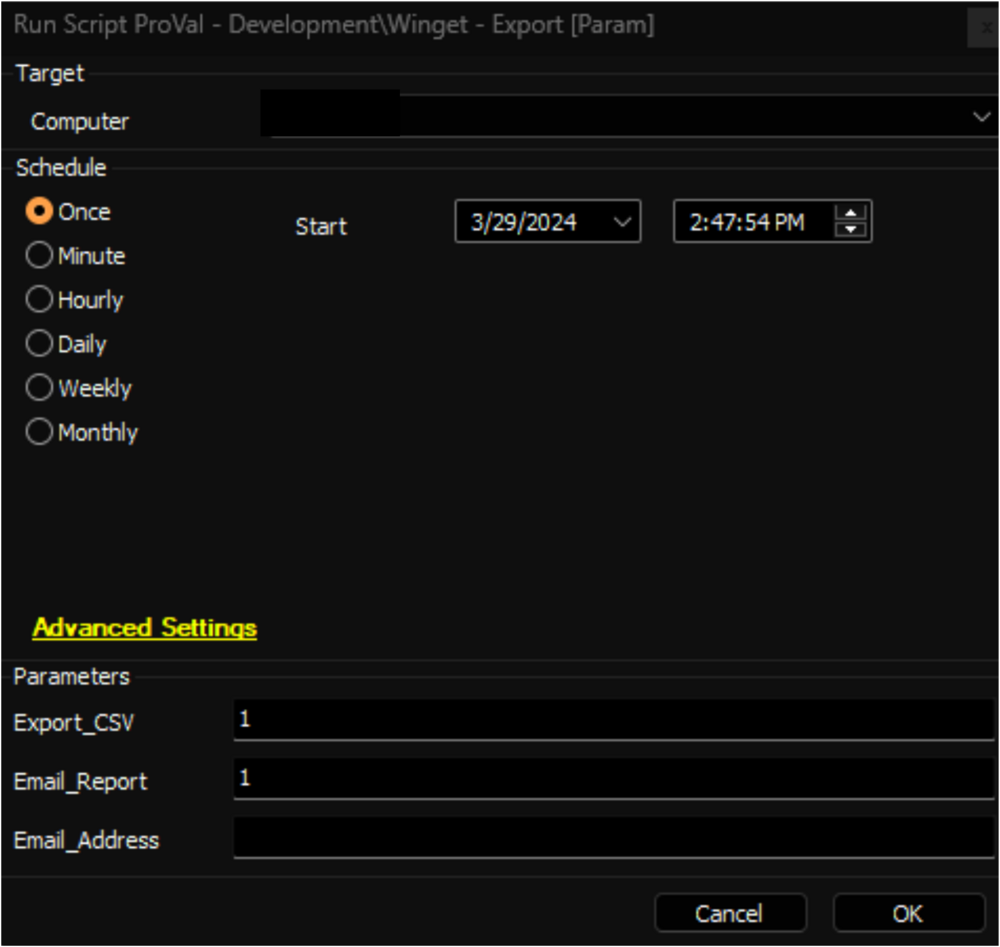 Run Script ProVal - Development\Winget - Export [Param]
Target
Computer
Schedule
Once
Start
3/29/2024
2:47:54 PM
Minute
Hourly
Daily
Weekly
Monthly
Advanced Settings
Parameters
Export_CSV
1
Email_Report
1
Email_Address
Cancel
OK